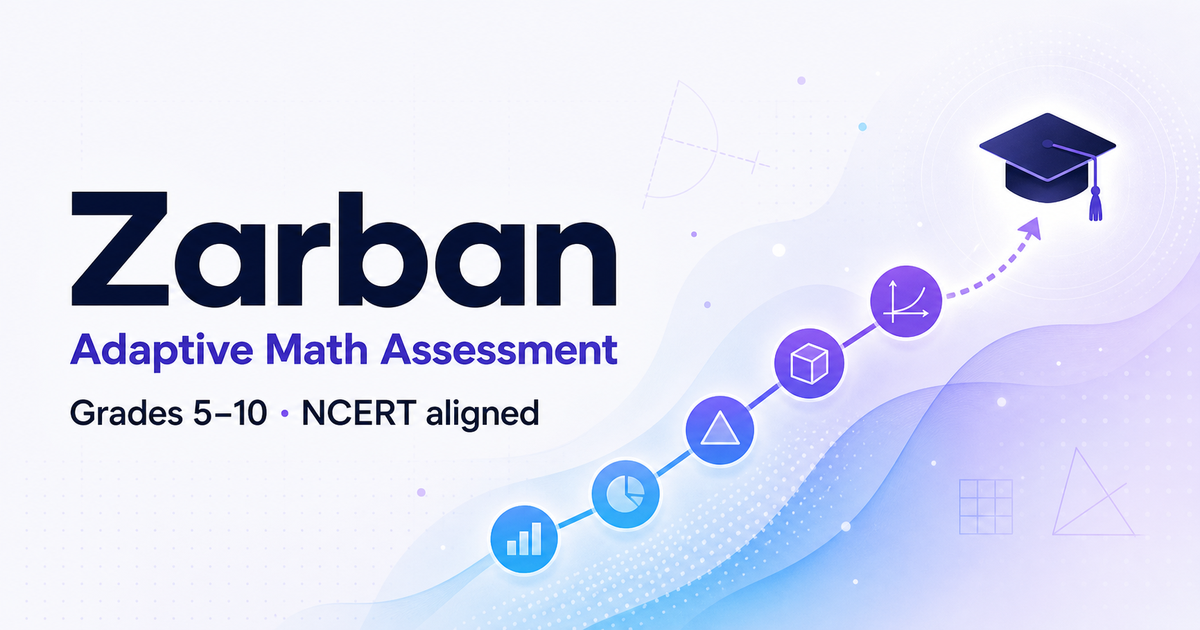 Zarban
Adaptive Math Assessment
Grades 5–10 • NCERT aligned